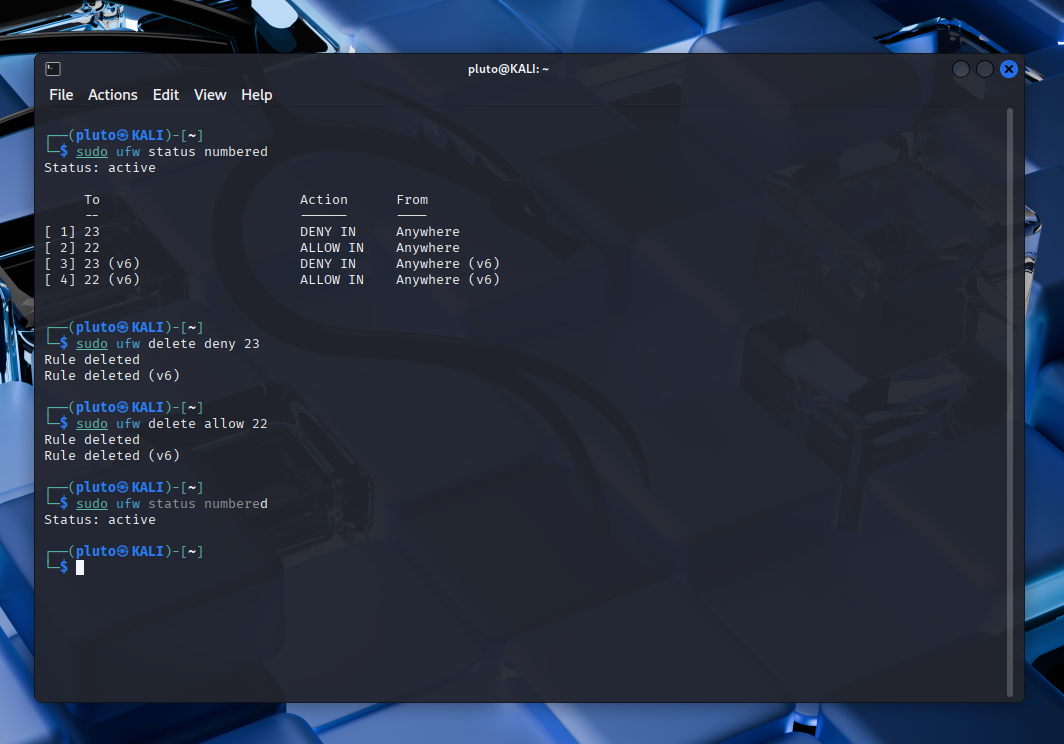 pluto@KALI: ~
File Actions Edit View Help
┌──(pluto㉿KALI)-[~]
└─$ sudo ufw status numbered
Status: active
To Action From
-- ------ ----
[ 1] 23 DENY IN Anywhere
[ 2] 22 ALLOW IN Anywhere
[ 3] 23 (v6) DENY IN Anywhere (v6)
[ 4] 22 (v6) ALLOW IN Anywhere (v6)
┌──(pluto㉿KALI)-[~]
└─$ sudo ufw delete deny 23
Rule deleted
Rule deleted (v6)
┌──(pluto㉿KALI)-[~]
└─$ sudo ufw delete allow 22
Rule deleted
Rule deleted (v6)
┌──(pluto㉿KALI)-[~]
└─$ sudo ufw status numbered
Status: active
┌──(pluto㉿KALI)-[~]
└─$